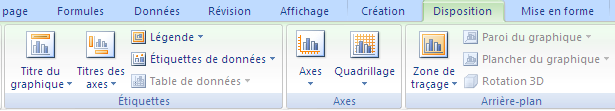 page Formules Données Révision Affichage Création Disposition Mise en forme
Titre du graphique
Titres des axes
Légende
Étiquettes de données
Table de données
Étiquettes
Axes
Quadrillage
Axes
Zone de traçage
Paroi du graphique
Plancher du graphique
Rotation 3D
Arrière-plan